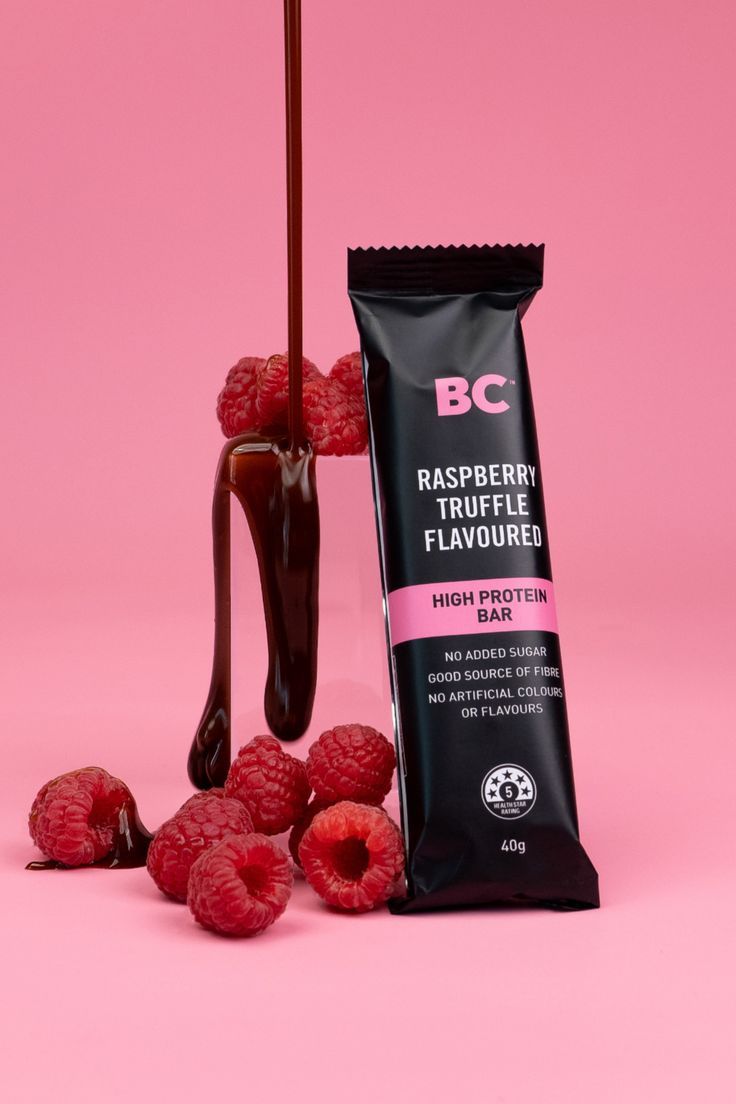 BC™
RASPBERRY
TRUFFLE
FLAVOURED
HIGH PROTEIN
BAR
NO ADDED SUGAR
GOOD SOURCE OF FIBRE
NO ARTIFICIAL COLOURS
OR FLAVOURS
5
HEALTH STAR
RATING
40g